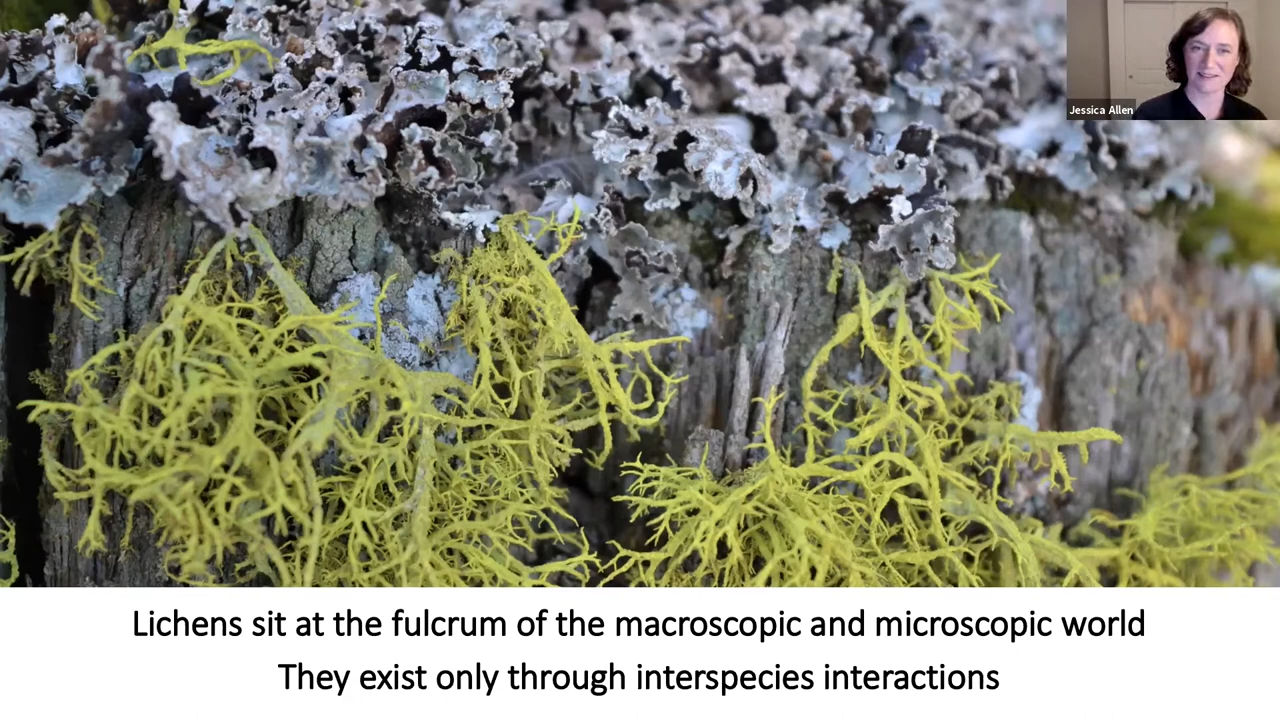 Jessica Allen
Lichens sit at the fulcrum of the macroscopic and microscopic world
They exist only through interspecies interactions